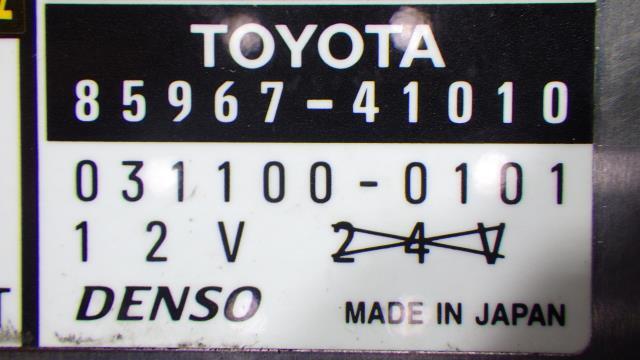 TOYOTA
85967-41010
031100-0101
12V 24V
DENSO MADE IN JAPAN